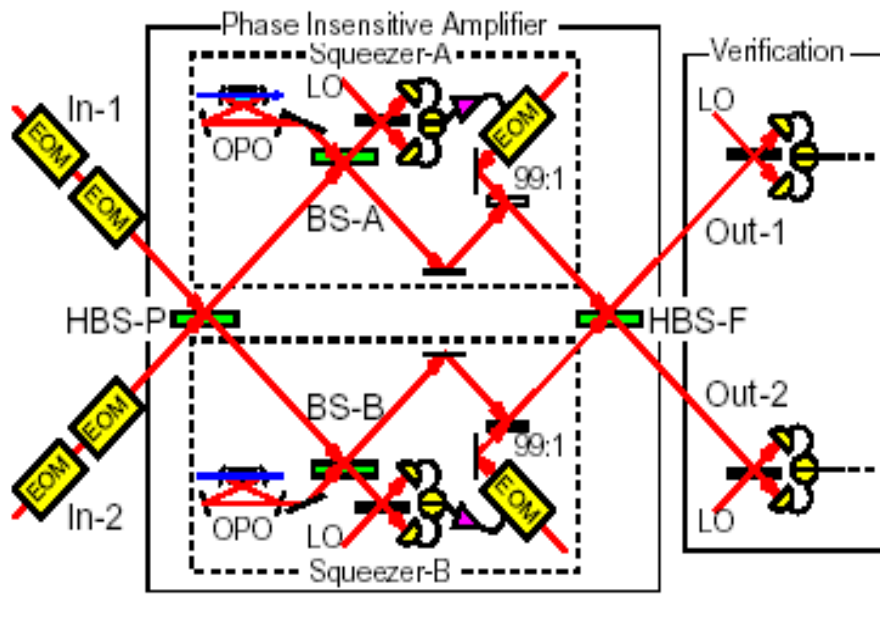 Phase Insensitive Amplifier
Squeezer-A
Verification
In-1
EOM
EOM
OPO
LO
EOM
99:1
BS-A
LO
Out-1
HBS-P
HBS-F
BS-B
Out-2
EOM
EOM
In-2
OPO
LO
99:1
EOM
LO
Squeezer-B